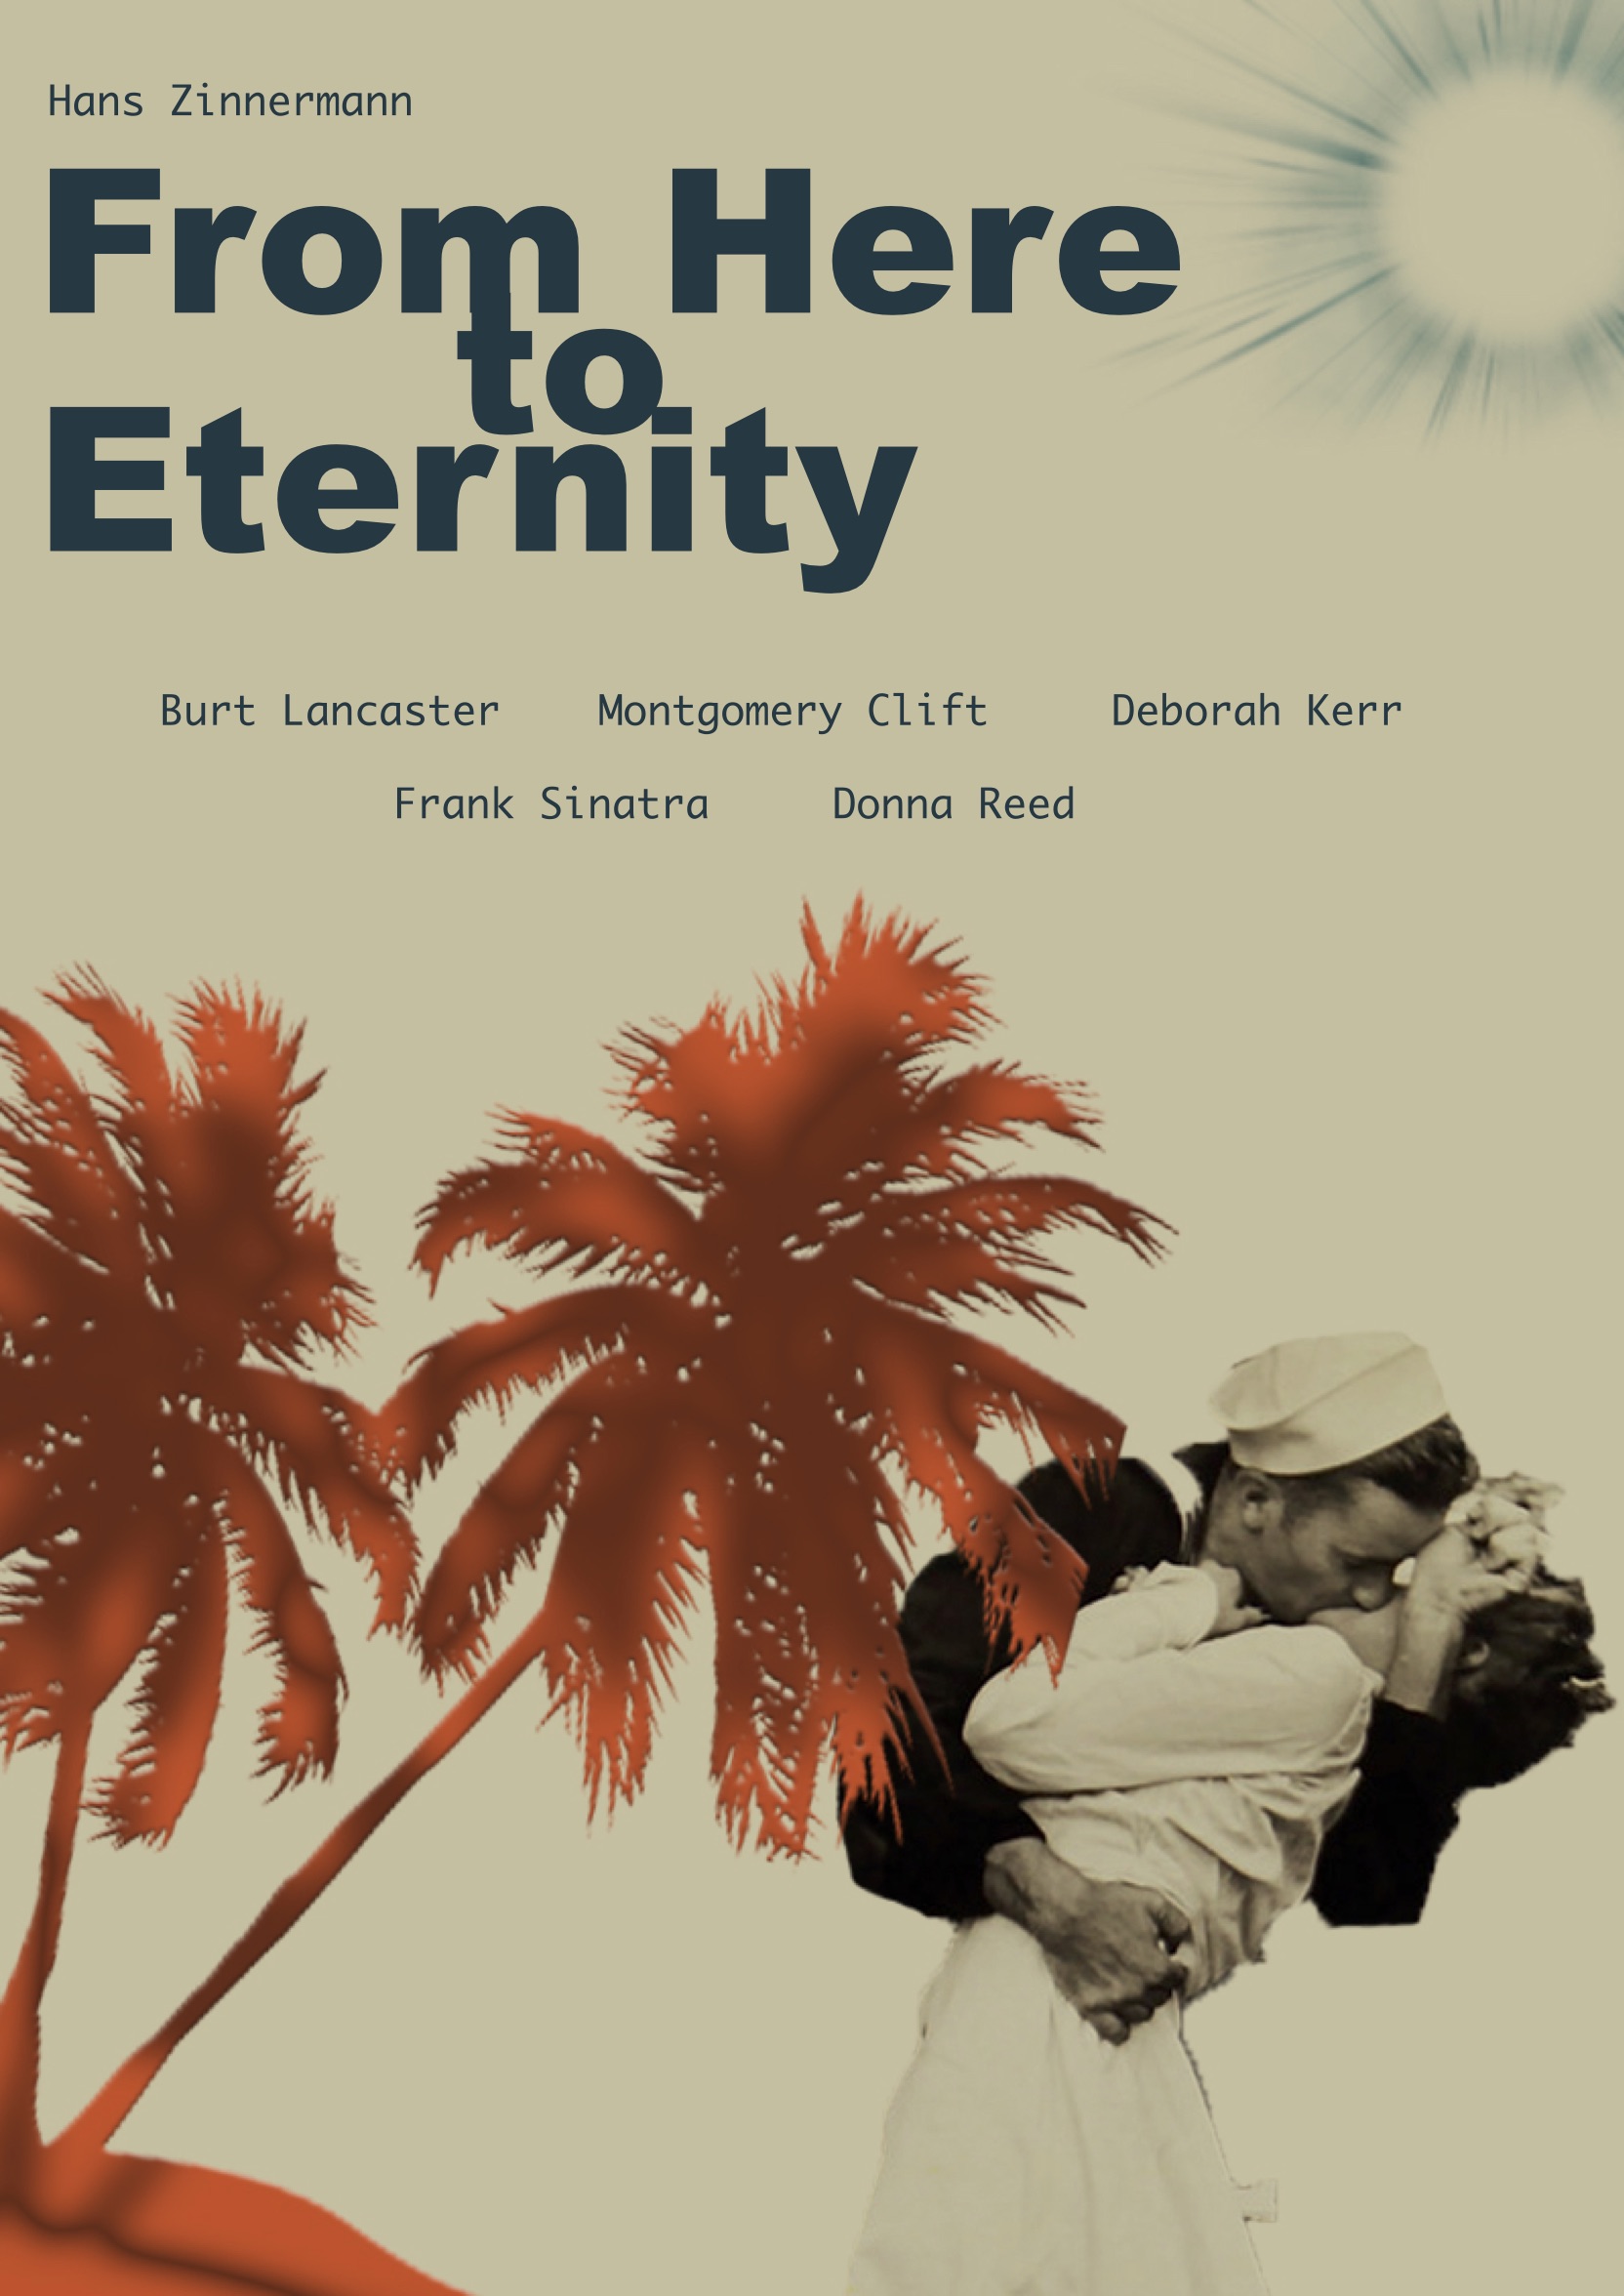 Hans Zinnermann
From Here
to
Eternity
Burt Lancaster Montgomery Clift Deborah Kerr
Frank Sinatra Donna Reed